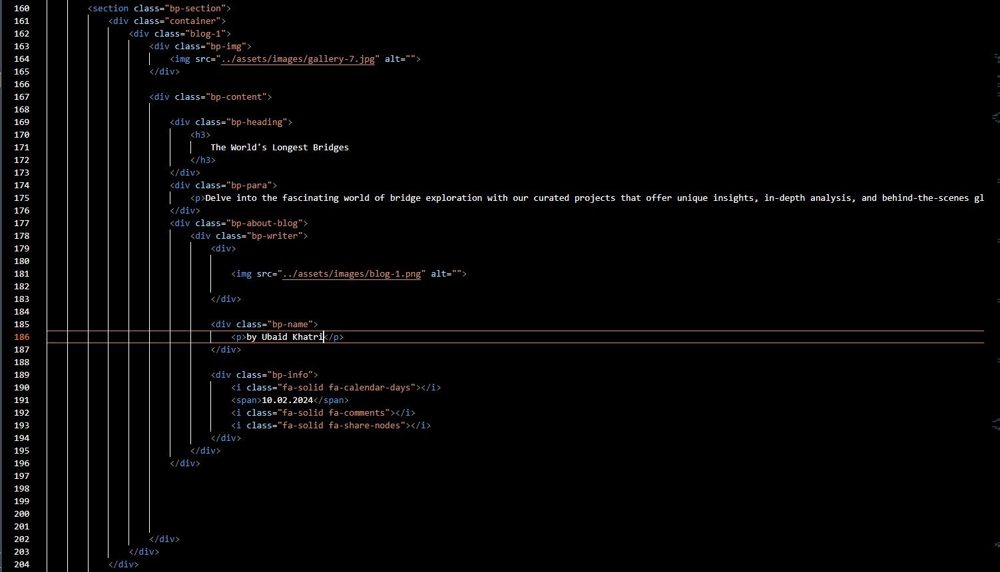 160 <section class="bp-section">
161 <div class="container">
162 <div class="blog-1">
163 <div class="bp-img">
164 <img src="../assets/images/gallery-7.jpg" alt="">
165 </div>
166
167 <div class="bp-content">
168
169 <div class="bp-heading">
170 <h3>
171 The World's Longest Bridges
172 </h3>
173 </div>
174 <div class="bp-para">
175 <p>Delve into the fascinating world of bridge exploration with our curated projects that offer unique insights, in-depth analysis, and behind-the-scenes gl
176 </div>
177 <div class="bp-about-blog">
178 <div class="bp-writer">
179 <div>
180
181 <img src="../assets/images/blog-1.png" alt="">
182
183 </div>
184
185 <div class="bp-name">
186 <p>by Ubaid Khatri</p>
187 </div>
188
189 <div class="bp-info">
190 <i class="fa-solid fa-calendar-days"></i>
191 <span>10.02.2024</span>
192 <i class="fa-solid fa-comments"></i>
193 <i class="fa-solid fa-share-nodes"></i>
194 </div>
195 </div>
196 </div>
197
198
199
200
201
202 </div>
203 </div>
204 </div>